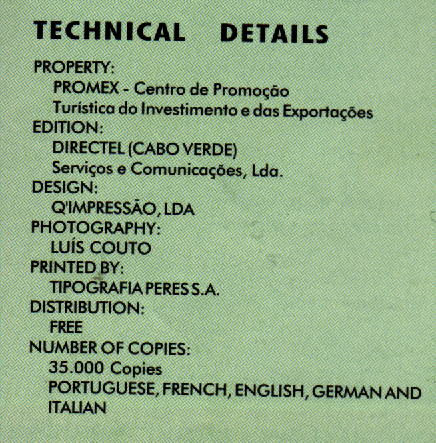 TECHNICAL DETAILS
PROPERTY:
PROMEX - Centro de Promoção
Turística do Investimento e das Exportações
EDITION:
DIRECTEL (CABO VERDE)
Serviços e Comunicações, Lda.
DESIGN:
Q'IMPRESSÃO, LDA
PHOTOGRAPHY:
LUÍS COUTO
PRINTED BY:
TIPOGRAFIA PERES S.A.
DISTRIBUTION:
FREE
NUMBER OF COPIES:
35.000 Copies
PORTUGUESE, FRENCH, ENGLISH, GERMAN AND
ITALIAN